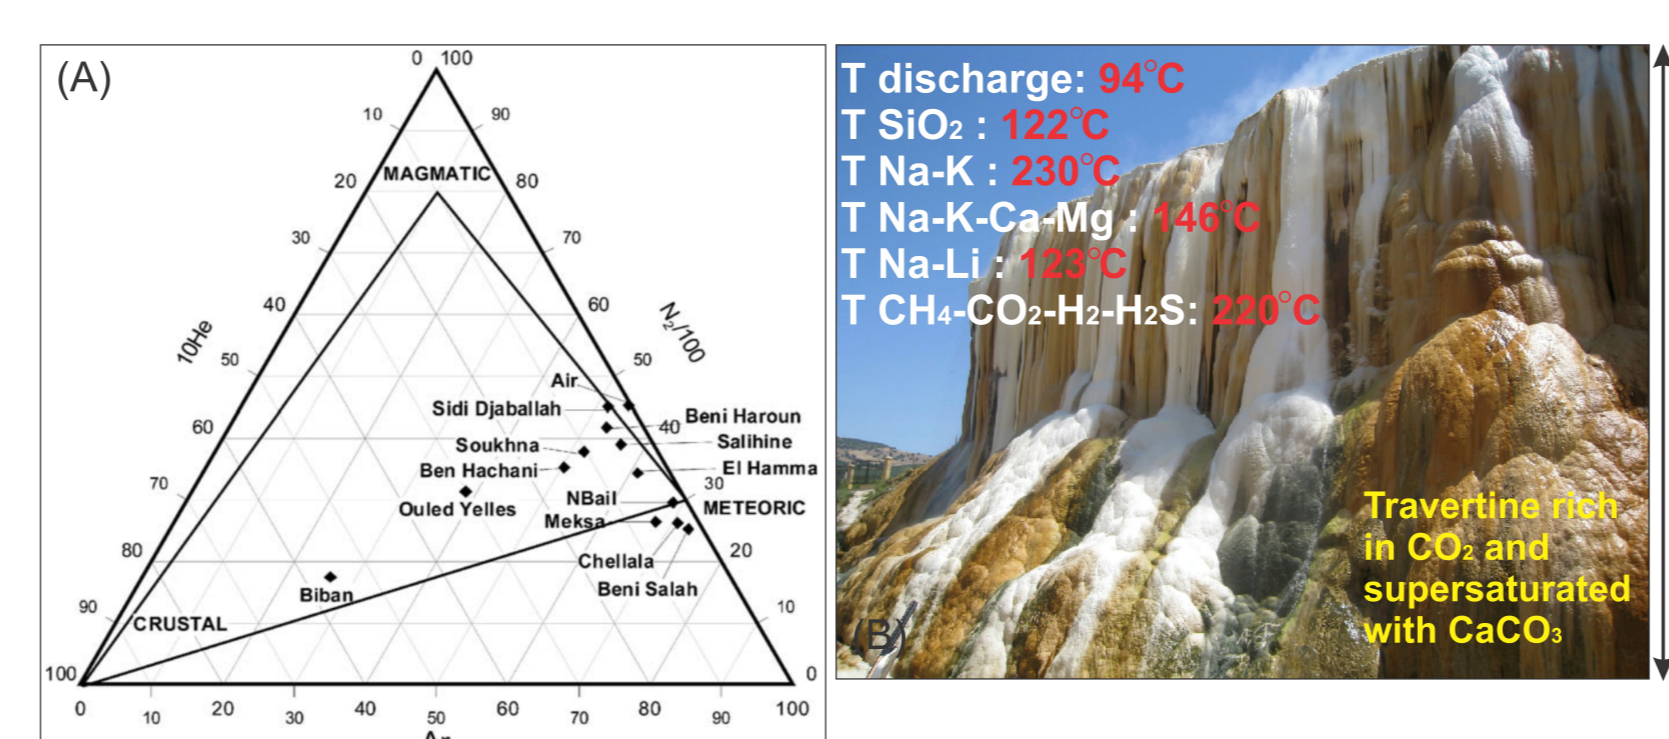 (A)
0 100
10 90
MAGMATIC
20 80
30 70
40 60
10He
N2/100
50 50
Air
Sidi Djaballah
Beni Haroun
60 40
Soukhna
Salihine
Ben Hachani
El Hamma
70 30
Ouled Yelles
NBail
METEORIC
Meksa
80 20
Chellala
Biban
Beni Salah
90 10
CRUSTAL
100 0
0 10 20 30 40 50 60 70 80 90 100
Ar
T discharge: 94°C
T SiO2 : 122°C
T Na-K : 230°C
T Na-K-Ca-Mg : 146°C
T Na-Li : 123°C
T CH4-CO2-H2-H2S: 220°C
Travertine rich
in CO2 and
supersaturated
with CaCO3
(B)